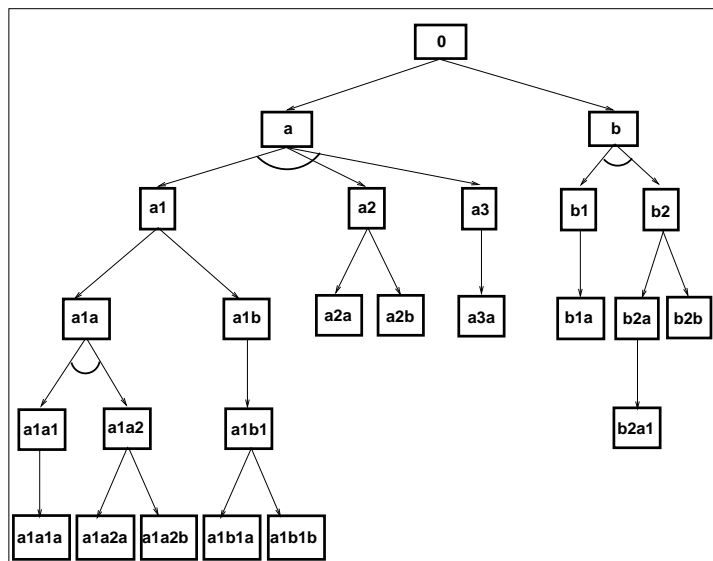 0
a b
a1 a2 a3 b1 b2
a1a a1b a2a a2b a3a b1a b2a b2b
a1a1 a1a2 a1b1 b2a1
a1a1a a1a2a a1a2b a1b1a a1b1b